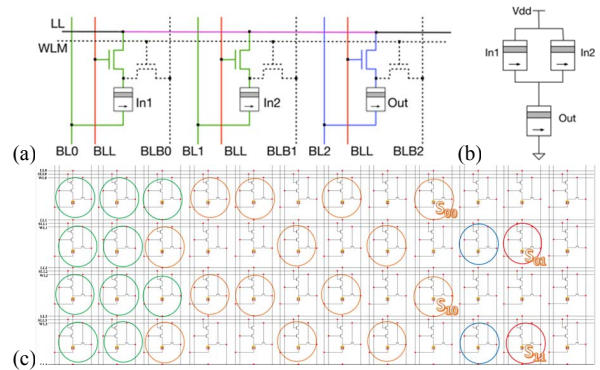 LL
WLM
In1
In2
Out
BL0 BLL BLB0 BL1 BLL BLB1 BL2 BLL BLB2
(a)
Vdd
In1
In2
Out
(b)
S00
S01
S10
S11
(c)